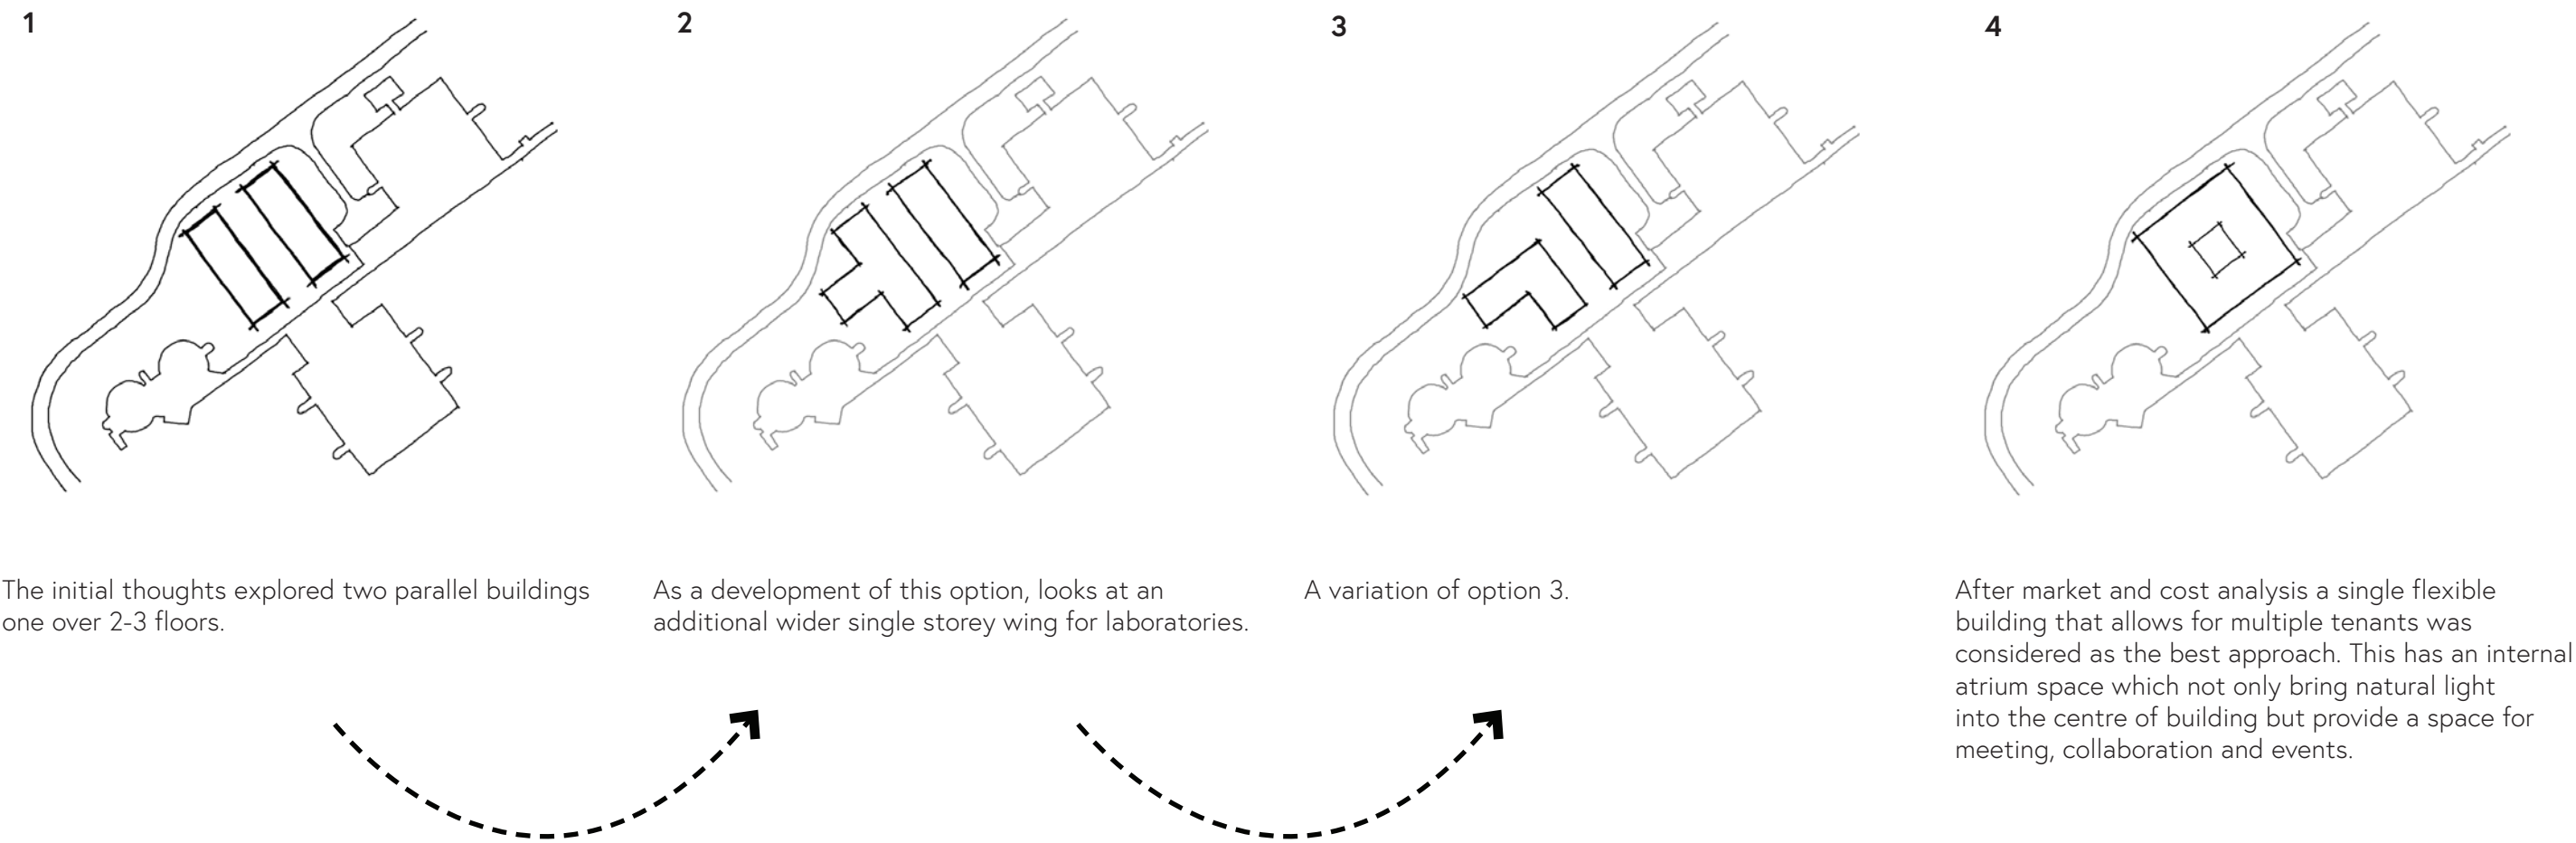 1
The initial thoughts explored two parallel buildings
one over 2-3 floors.
2
As a development of this option, looks at an
additional wider single storey wing for laboratories.
3
A variation of option 3.
4
After market and cost analysis a single flexible
building that allows for multiple tenants was
considered as the best approach. This has an internal
atrium space which not only bring natural light
into the centre of building but provide a space for
meeting, collaboration and events.